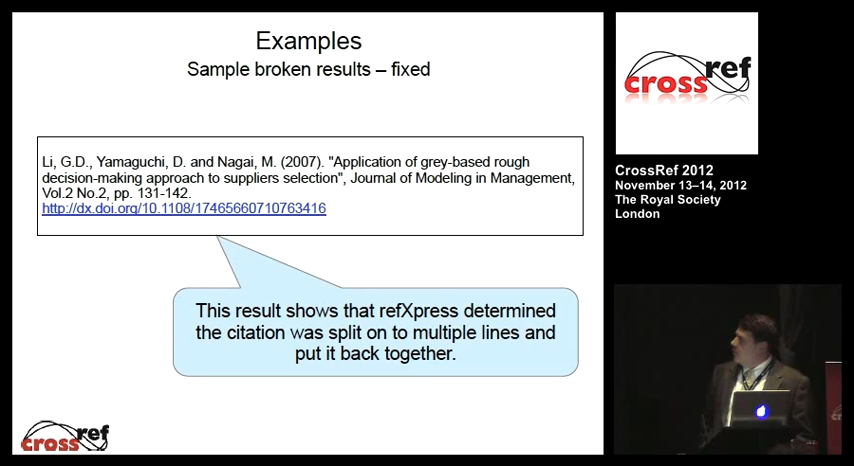 Examples
Sample broken results – fixed
Li, G.D., Yamaguchi, D. and Nagai, M. (2007). "Application of grey-based rough
decision-making approach to suppliers selection", Journal of Modeling in Management,
Vol.2 No.2, pp. 131-142.
http://dx.doi.org/10.1108/17465660710763416
This result shows that refXpress determined
the citation was split on to multiple lines and
put it back together.
crossref
crossref
CrossRef 2012
November 13–14, 2012
The Royal Society
London